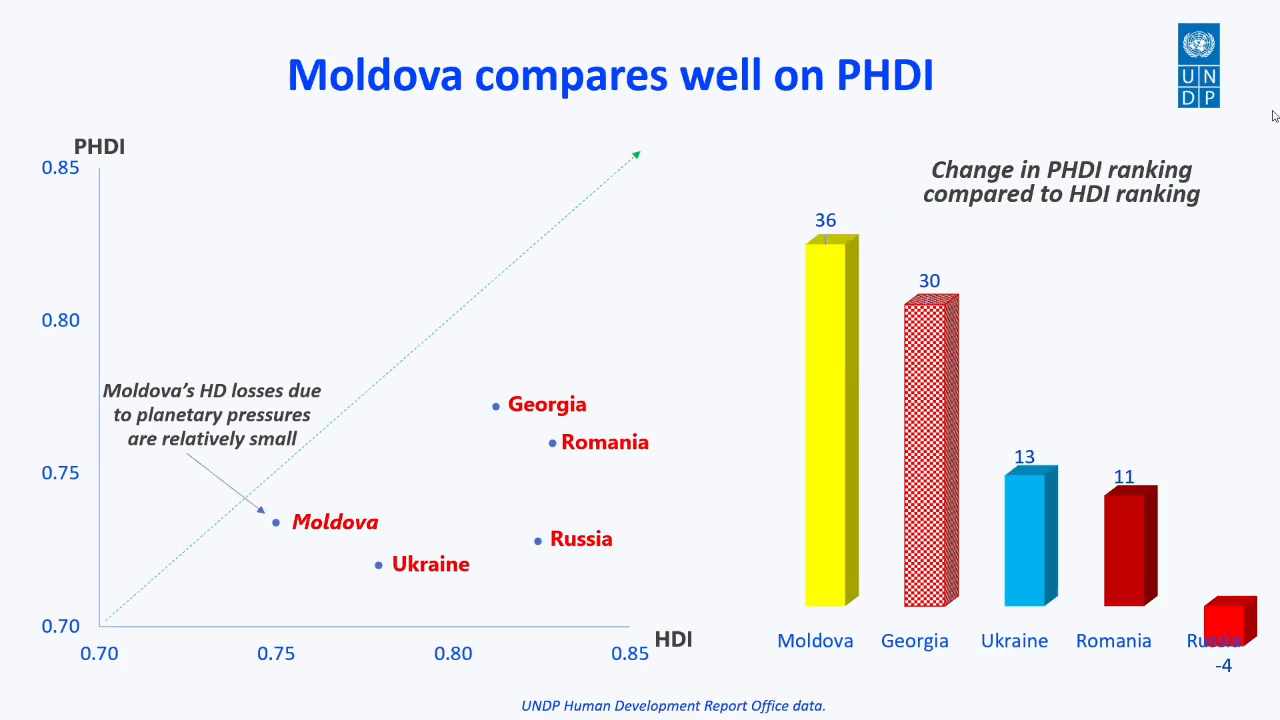 Moldova compares well on PHDI
U N
D P
PHDI
0.85
0.80
0.75
0.70
0.70
0.75
0.80
0.85
HDI
Moldova's HD losses due
to planetary pressures
are relatively small
Georgia
Romania
Moldova
Russia
Ukraine
Change in PHDI ranking
compared to HDI ranking
36
30
13
11
Moldova
Georgia
Ukraine
Romania
Russia
-4
UNDP Human Development Report Office data.